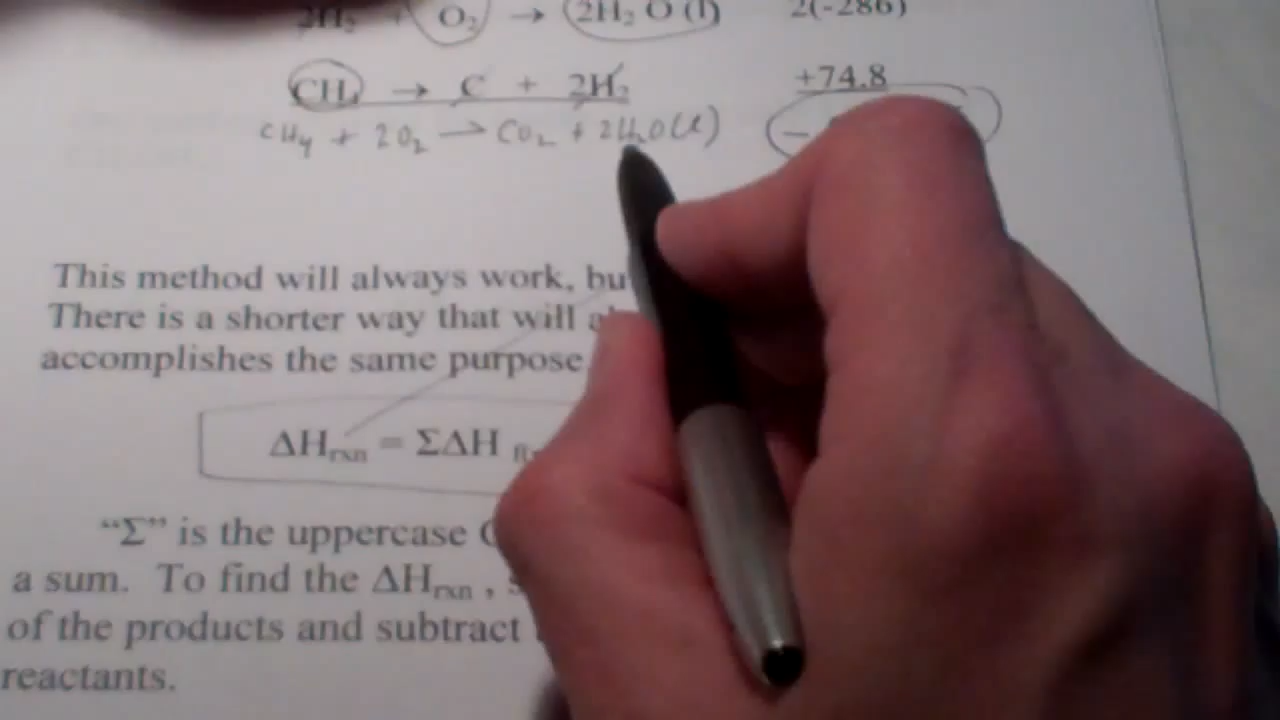 2H₂ + O₂ → 2H₂O (l) 2(-286)
CH₄ → C + 2H₂ +74.8
CH₄ + 2O₂ → CO₂ + 2H₂O(l) -
This method will always work,
There is a shorter way that will
accomplishes the same purpose
ΔHrxn = ΣΔH
“Σ” is the uppercase
a sum. To find the ΔHrxn ,
of the products and subtract
reactants.